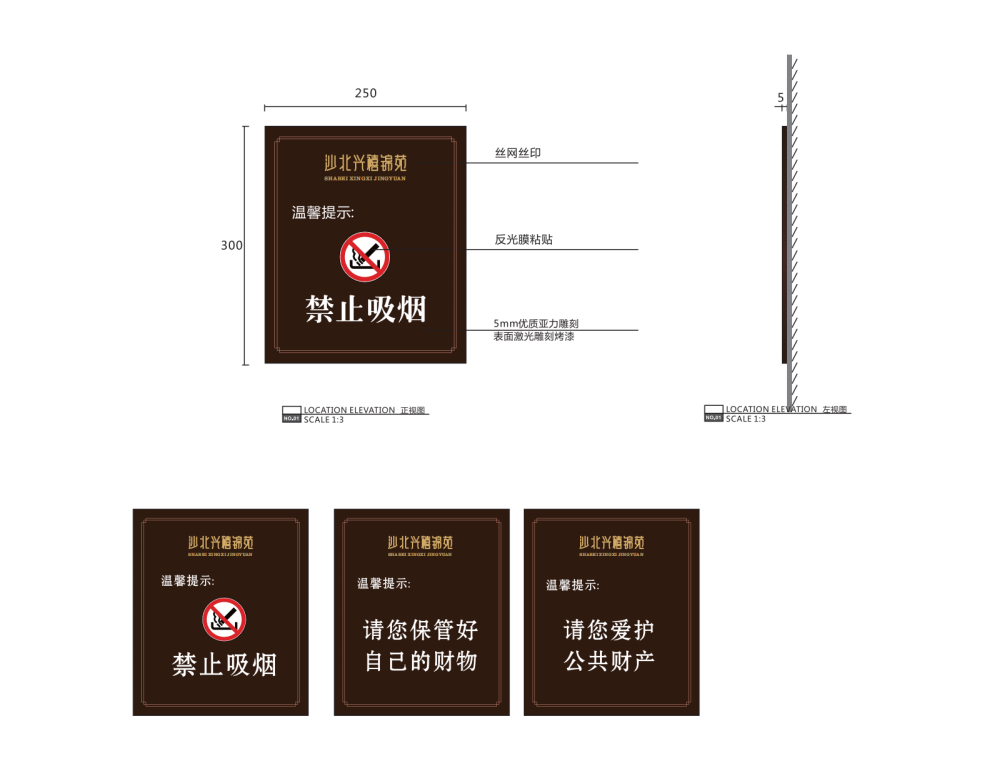 250
5
300
沙北兴禧锦苑
SHABEI XINGXI JINGYUAN
温馨提示:
禁止吸烟
丝网丝印
反光膜粘贴
5mm优质亚力雕刻
表面激光雕刻烤漆
NO.01
LOCATION ELEVATION 正视图
SCALE 1:3
NO.01
LOCATION ELEVATION 左视图
SCALE 1:3
沙北兴禧锦苑
SHABEI XINGXI JINGYUAN
温馨提示:
禁止吸烟
沙北兴禧锦苑
SHABEI XINGXI JINGYUAN
温馨提示:
请您保管好
自己的财物
沙北兴禧锦苑
SHABEI XINGXI JINGYUAN
温馨提示:
请您爱护
公共财产